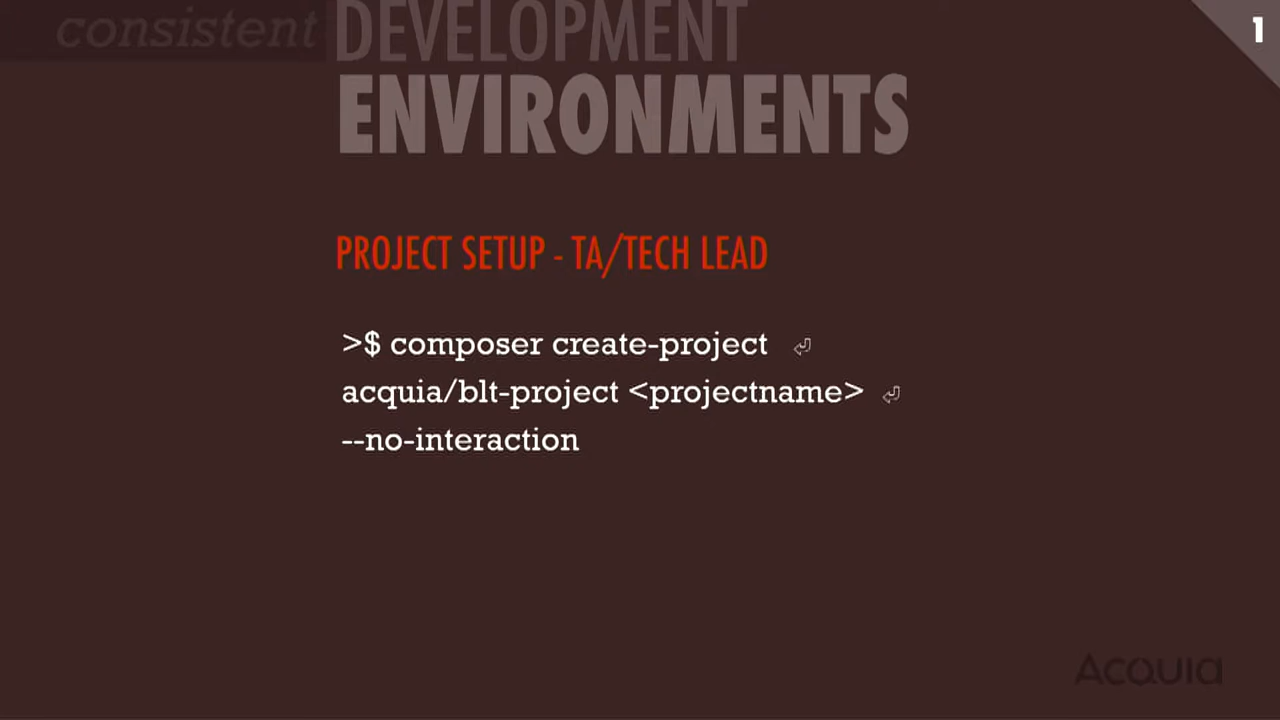 consistent DEVELOPMENT
1
ENVIRONMENTS
PROJECT SETUP - TA/TECH LEAD
>$ composer create-project ⏎
acquia/blt-project <projectname> ⏎
--no-interaction
Acquia